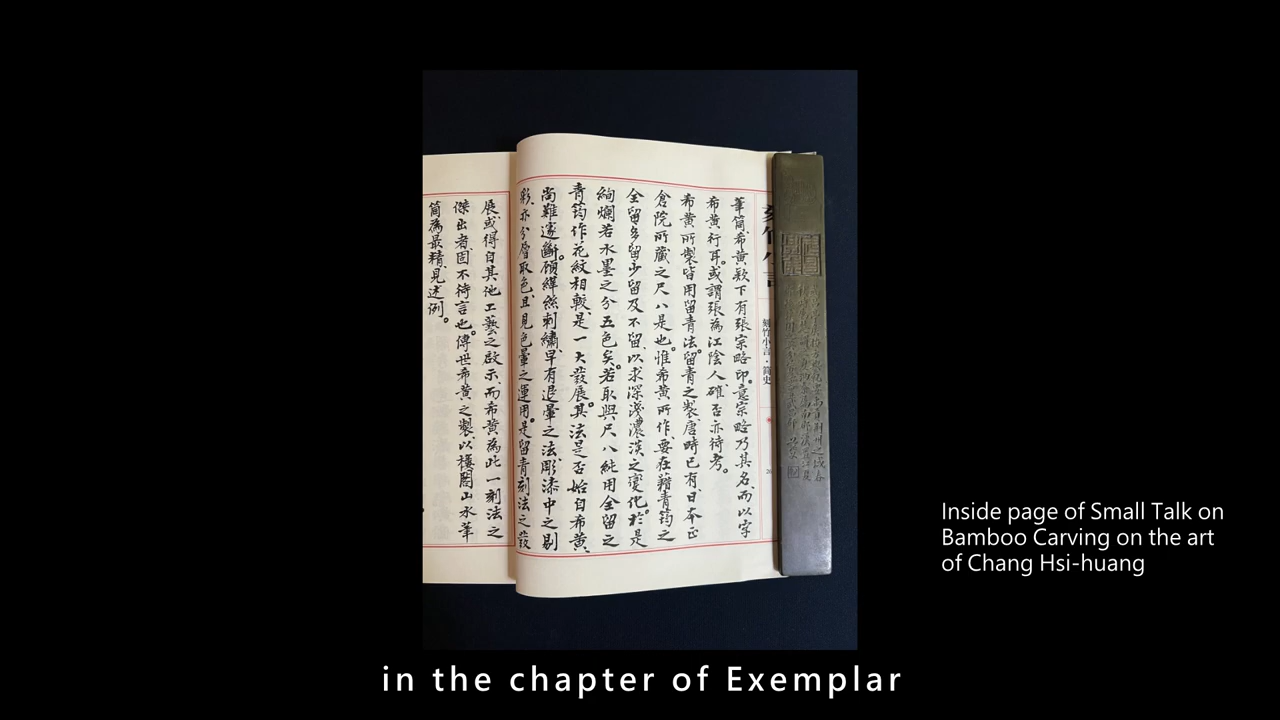 筆筒,希黃欵下有張宗略印。意宗略乃其名,而以字
希黃行耳。或謂張為江陰人,確否亦待考。
希黃所製皆用留青法。留青之製,唐時已有,日本正
倉院所藏之尺八是也。惟希黃所作,要在藉青筠之
全留、多留、少留及不留,以求深淺濃淡之變化,於是
絢爛若水墨之分五色矣。若取與尺八純用全留之
青筠作花紋相較,是一大發展。其法是否始自希黃,
尚難遽斷。顧緙絲刺繡,早有退暈之法,彫漆中之剔
彩,亦分層取色,且見色暈之運用。是留青刻法之發
展或得自其他工藝之啟示,而希黃為此一刻法之
傑出者,固不待言也。傳世希黃之製,以樓閣山水筆
筒為最精,見述例。
刻竹小言
刻竹小言・簡史
Inside page of Small Talk on
Bamboo Carving on the art
of Chang Hsi-huang
in the chapter of Exemplar